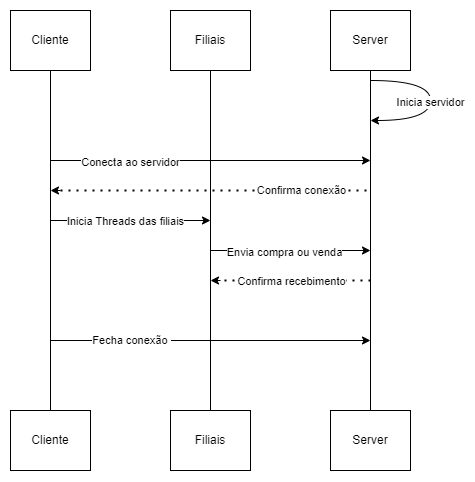 Cliente
Filiais
Server
Inicia servidor
Conecta ao servidor
Confirma conexão
Inicia Threads das filiais
Envia compra ou venda
Confirma recebimento
Fecha conexão
Cliente
Filiais
Server